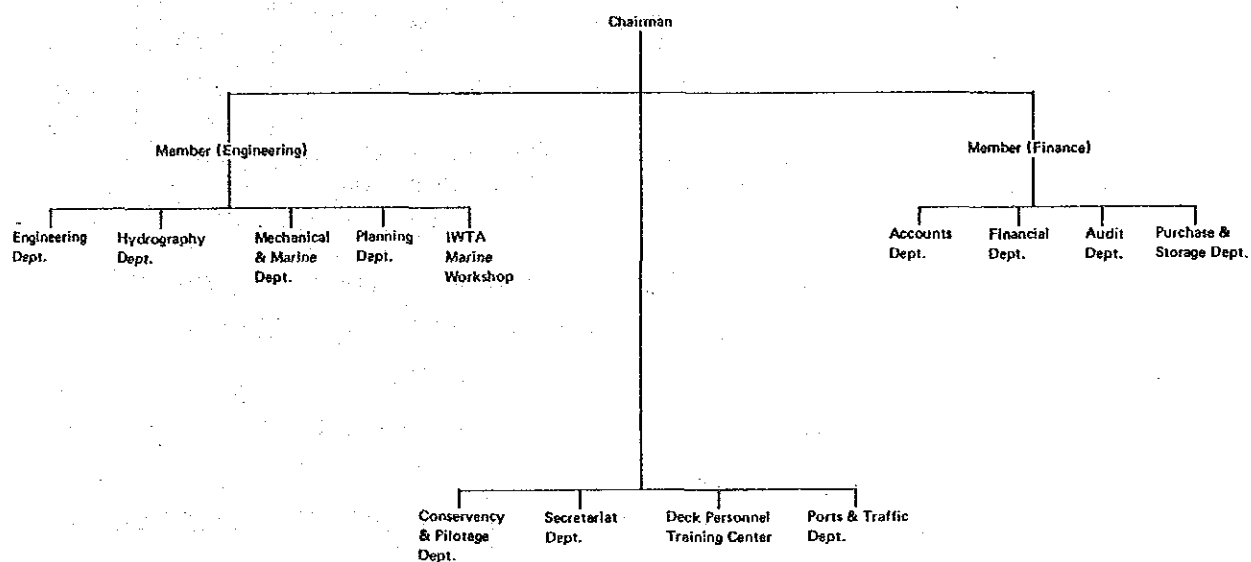 Chairman
Member (Engineering)
Member (Finance)
Engineering
Dept.
Hydrography
Dept.
Mechanical
& Marine
Dept.
Planning
Dept.
IWTA
Marine
Workshop
Accounts
Dept.
Financial
Dept.
Audit
Dept.
Purchase &
Storage Dept.
Conservency
& Pilotage
Dept.
Secretariat
Dept.
Deck Personnel
Training Center
Ports & Traffic
Dept.